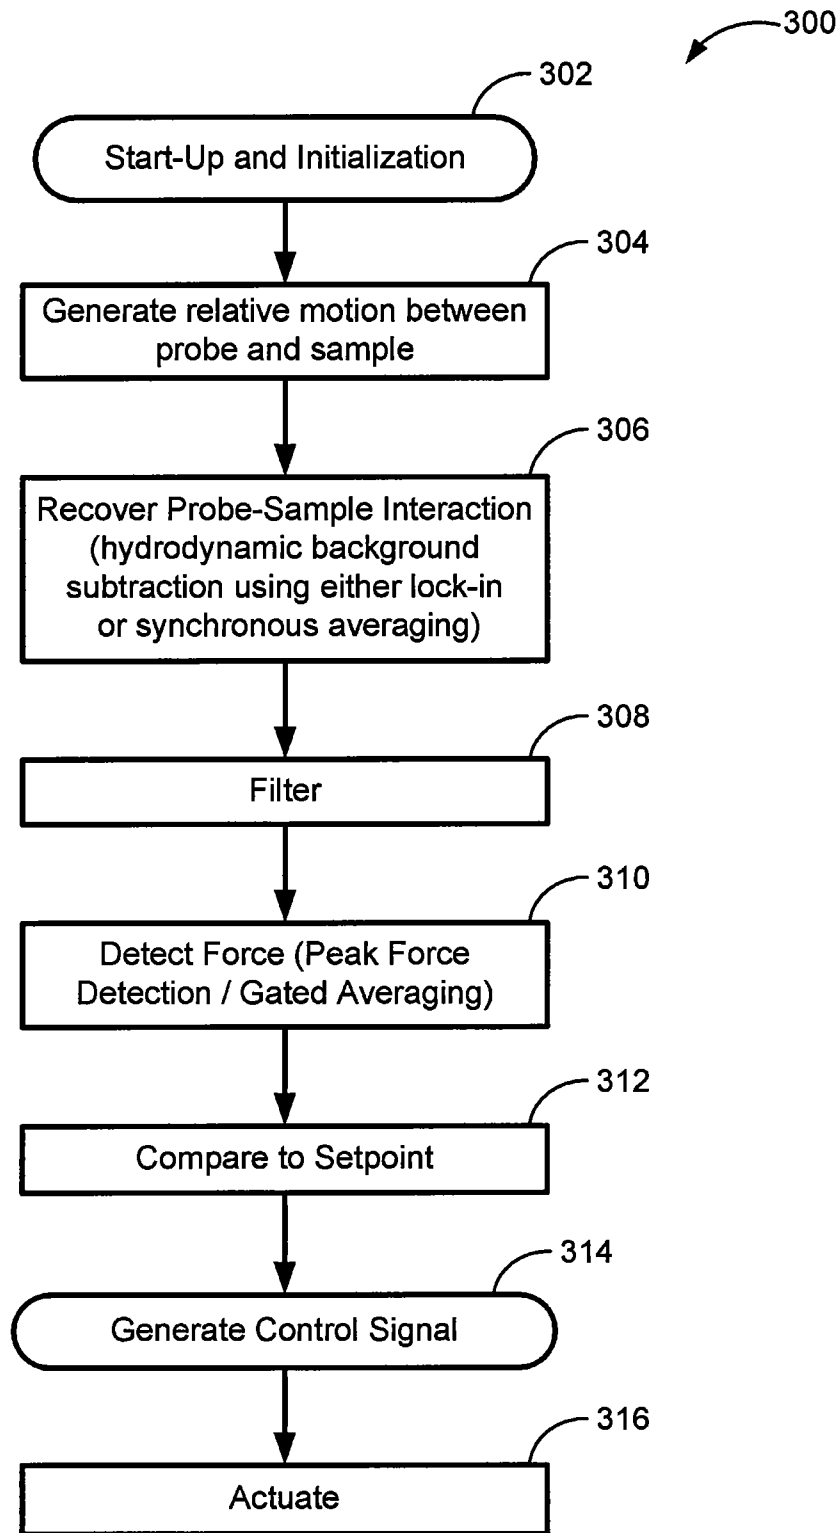 300
302
Start-Up and Initialization
304
Generate relative motion between
probe and sample
306
Recover Probe-Sample Interaction
(hydrodynamic background
subtraction using either lock-in
or synchronous averaging)
308
Filter
310
Detect Force (Peak Force
Detection / Gated Averaging)
312
Compare to Setpoint
314
Generate Control Signal
316
Actuate